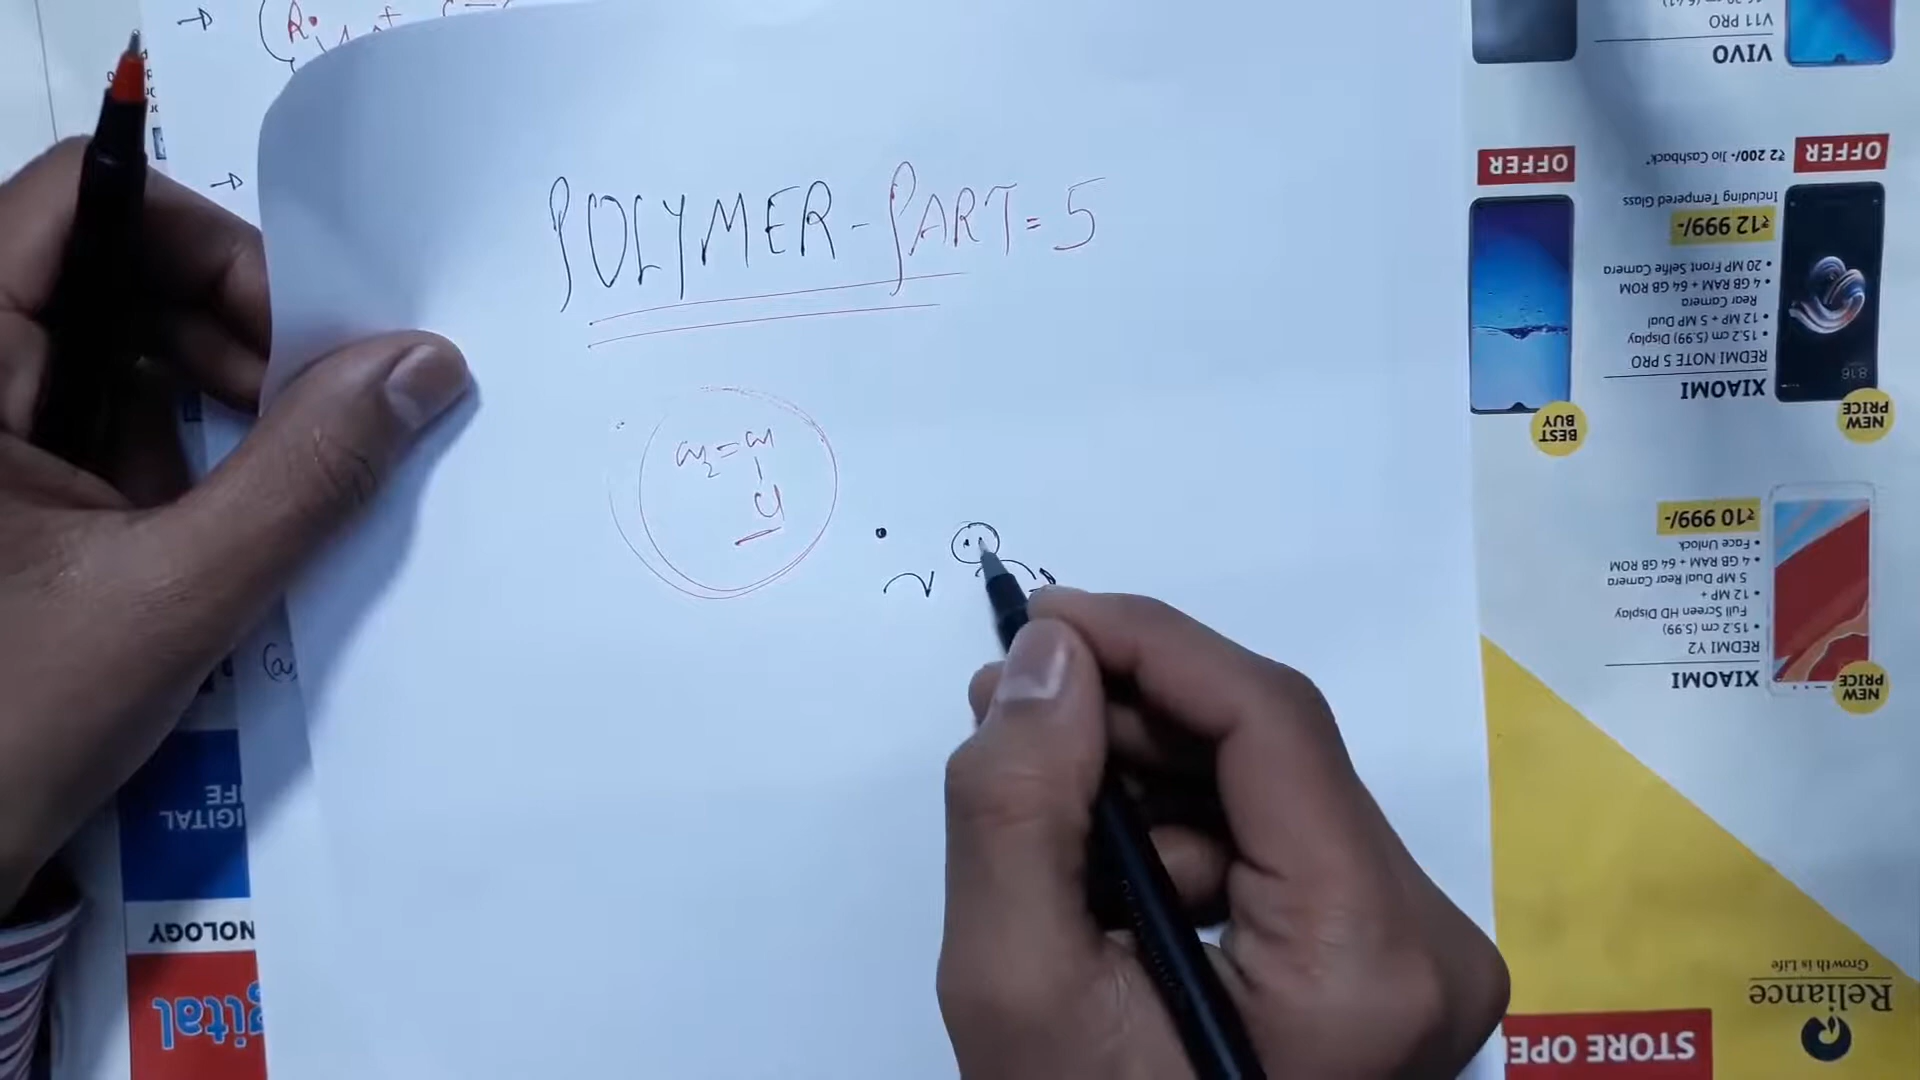 R•
POLYMER - PART = 5
CH2 = CH
Cl
(a)
VIVO
V11 PRO
OFFER
OFFER
₹2 200/- Jio Cashback*
Including Tempered Glass
₹12 999/-
• 20 MP Front Selfie Camera
• 4 GB RAM + 64 GB ROM
Rear Camera
• 12 MP + 5 MP Dual
• 15.2 cm (5.99) Display
REDMI NOTE 5 PRO
XIAOMI
8:16
NEW PRICE
BEST BUY
₹10 999/-
• Face Unlock
• 4 GB RAM + 64 GB ROM
5 MP Dual Rear Camera
• 12 MP +
Full Screen HD Display
• 15.2 cm (5.99)
REDMI Y2
XIAOMI
NEW PRICE
IGITAL
IFE
NOLOGY
gital
Reliance
Growth is Life
STORE OPE